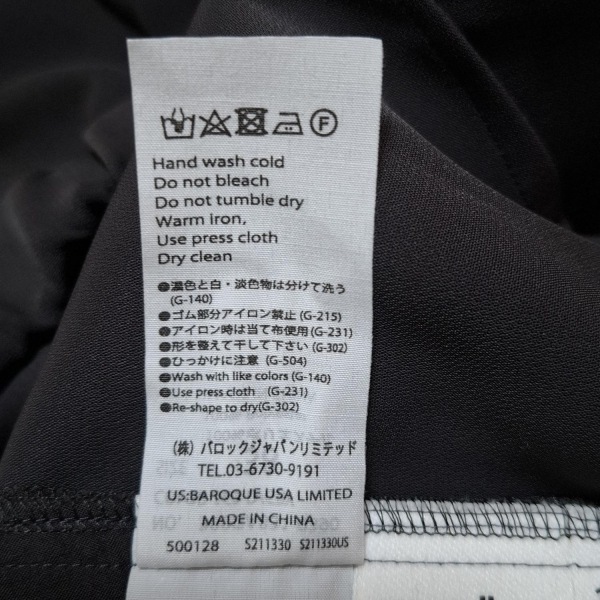 F
Hand wash cold
Do not bleach
Do not tumble dry
Warm iron,
Use press cloth
Dry clean
●濃色と白・淡色物は分けて洗う
(G-140)
●ゴム部分アイロン禁止 (G-215)
●アイロン時は当て布使用(G-231)
●形を整えて干して下さい (G-302)
●ひっかけに注意 (G-504)
●Wash with like colors (G-140)
●Use press cloth (G-231)
●Re-shape to dry(G-302)
(株) バロックジャパンリミテッド
TEL.03-6730-9191
US:BAROQUE USA LIMITED
MADE IN CHINA
500128 S211330 S211330US